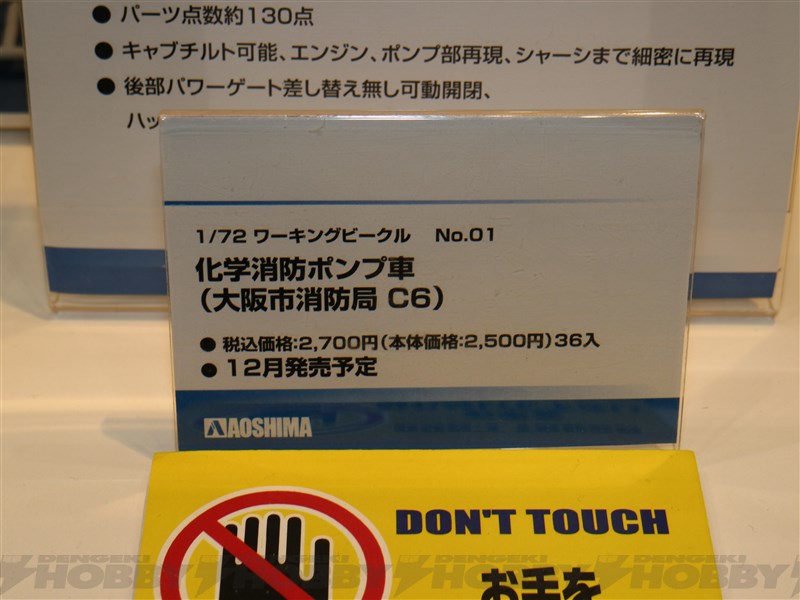 ● パーツ点数約130点
● キャブチルト可能、エンジン、ポンプ部再現、シャーシまで細密に再現
● 後部パワーゲート差し替え無し可動開閉、
ハッ
1/72 ワーキングビークル No.01
化学消防ポンプ車
（大阪市消防局 C6）
● 税込価格:2,700円（本体価格:2,500円）36入
● 12月発売予定
AOSHIMA
DON'T TOUCH
お手を
DENGEKI HOBBY